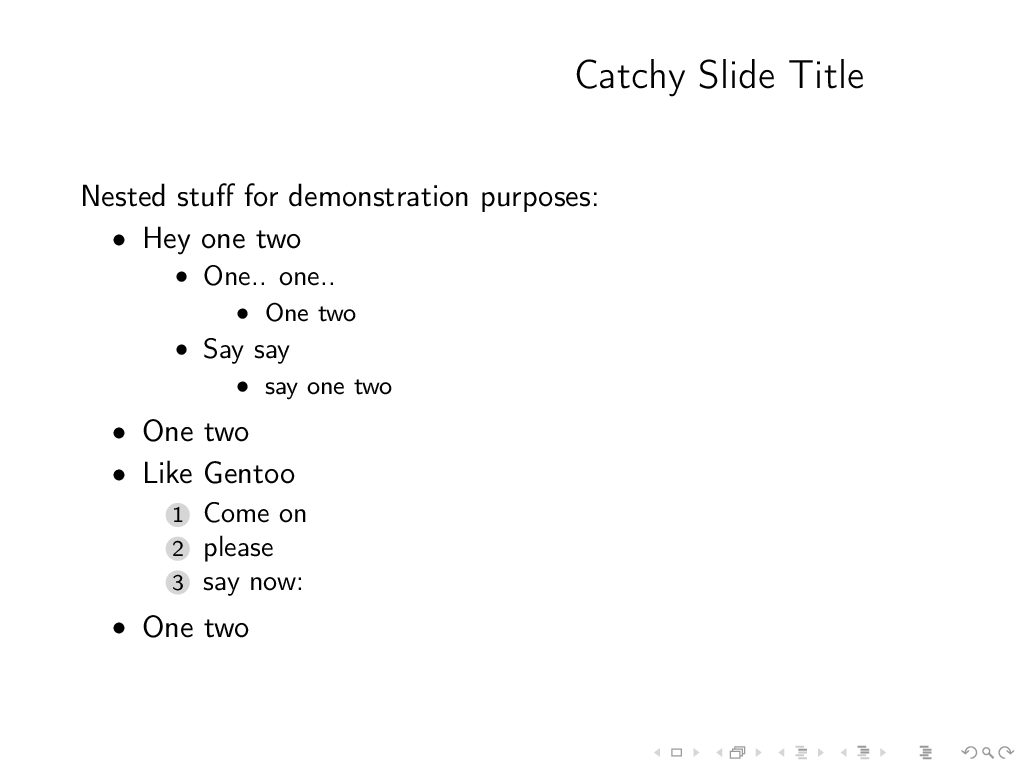 Catchy Slide Title
Nested stuff for demonstration purposes:
• Hey one two
• One.. one..
• One two
• Say say
• say one two
• One two
• Like Gentoo
1 Come on
2 please
3 say now:
• One two